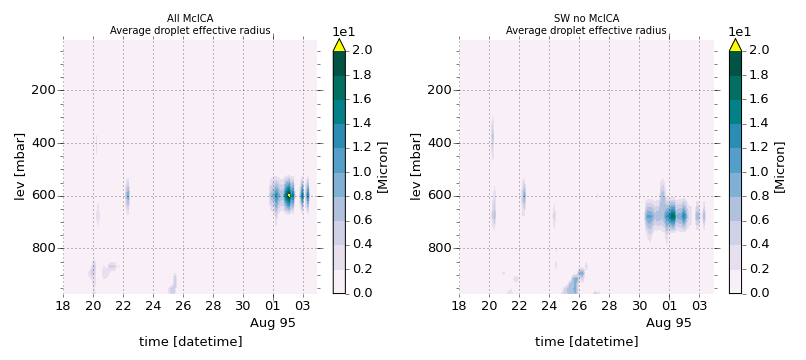 All McICA
Average droplet effective radius
1e1
2.0
1.8
1.6
1.4
1.2
1.0
0.8
0.6
0.4
0.2
0.0
[Micron]
lev [mbar]
200
400
600
800
18 20 22 24 26 28 30 01 03
Aug 95
time [datetime]
SW no McICA
Average droplet effective radius
1e1
2.0
1.8
1.6
1.4
1.2
1.0
0.8
0.6
0.4
0.2
0.0
[Micron]
lev [mbar]
200
400
600
800
18 20 22 24 26 28 30 01 03
Aug 95
time [datetime]